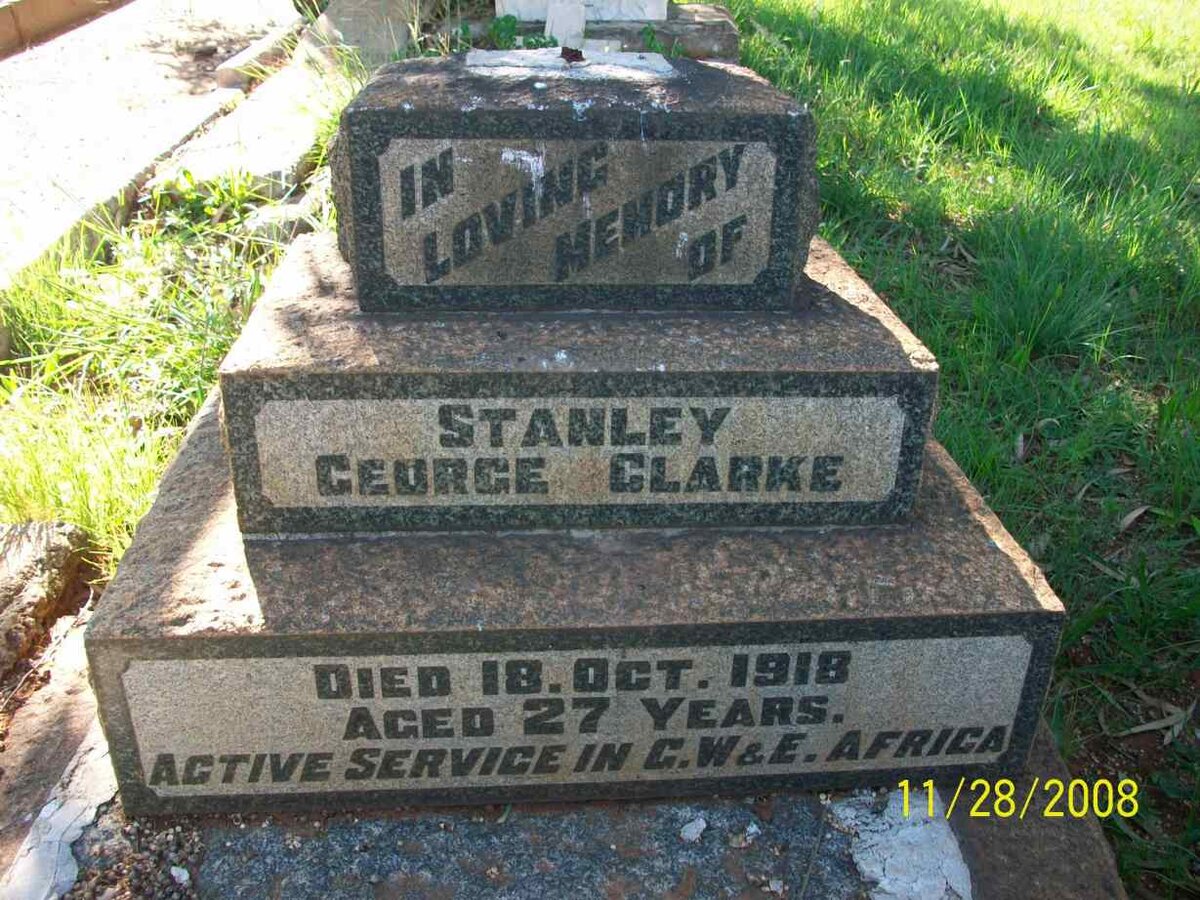 IN
LOVING
MEMORY
OF
STANLEY
GEORGE CLARKE
DIED 18. OCT. 1918
AGED 27 YEARS.
ACTIVE SERVICE IN G.W & E. AFRICA
11/28/2008